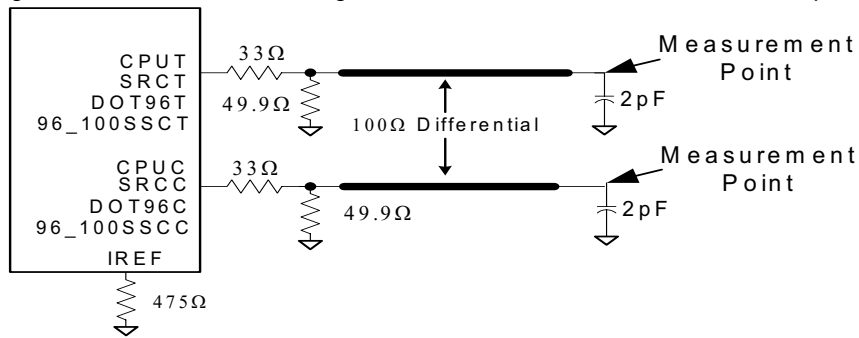 CPUT
SRCT
DOT96T
96_100SSCT
33Ω
49.9Ω
Measurement
Point
2pF
100Ω Differential
CPUC
SRCC
DOT96C
96_100SSCC
33Ω
49.9Ω
Measurement
Point
2pF
IREF
475Ω